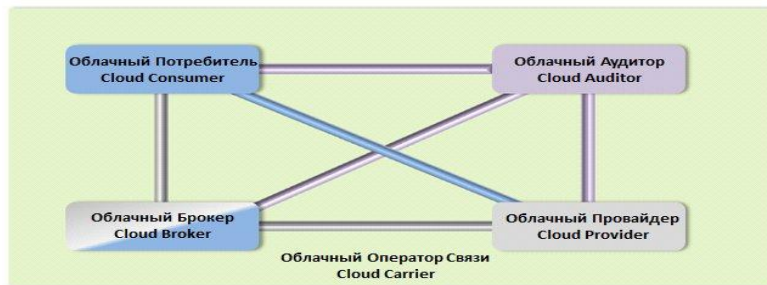 Облачный Потребитель
Cloud Consumer
Облачный Аудитор
Cloud Auditor
Облачный Брокер
Cloud Broker
Облачный Провайдер
Cloud Provider
Облачный Оператор Связи
Cloud Carrier